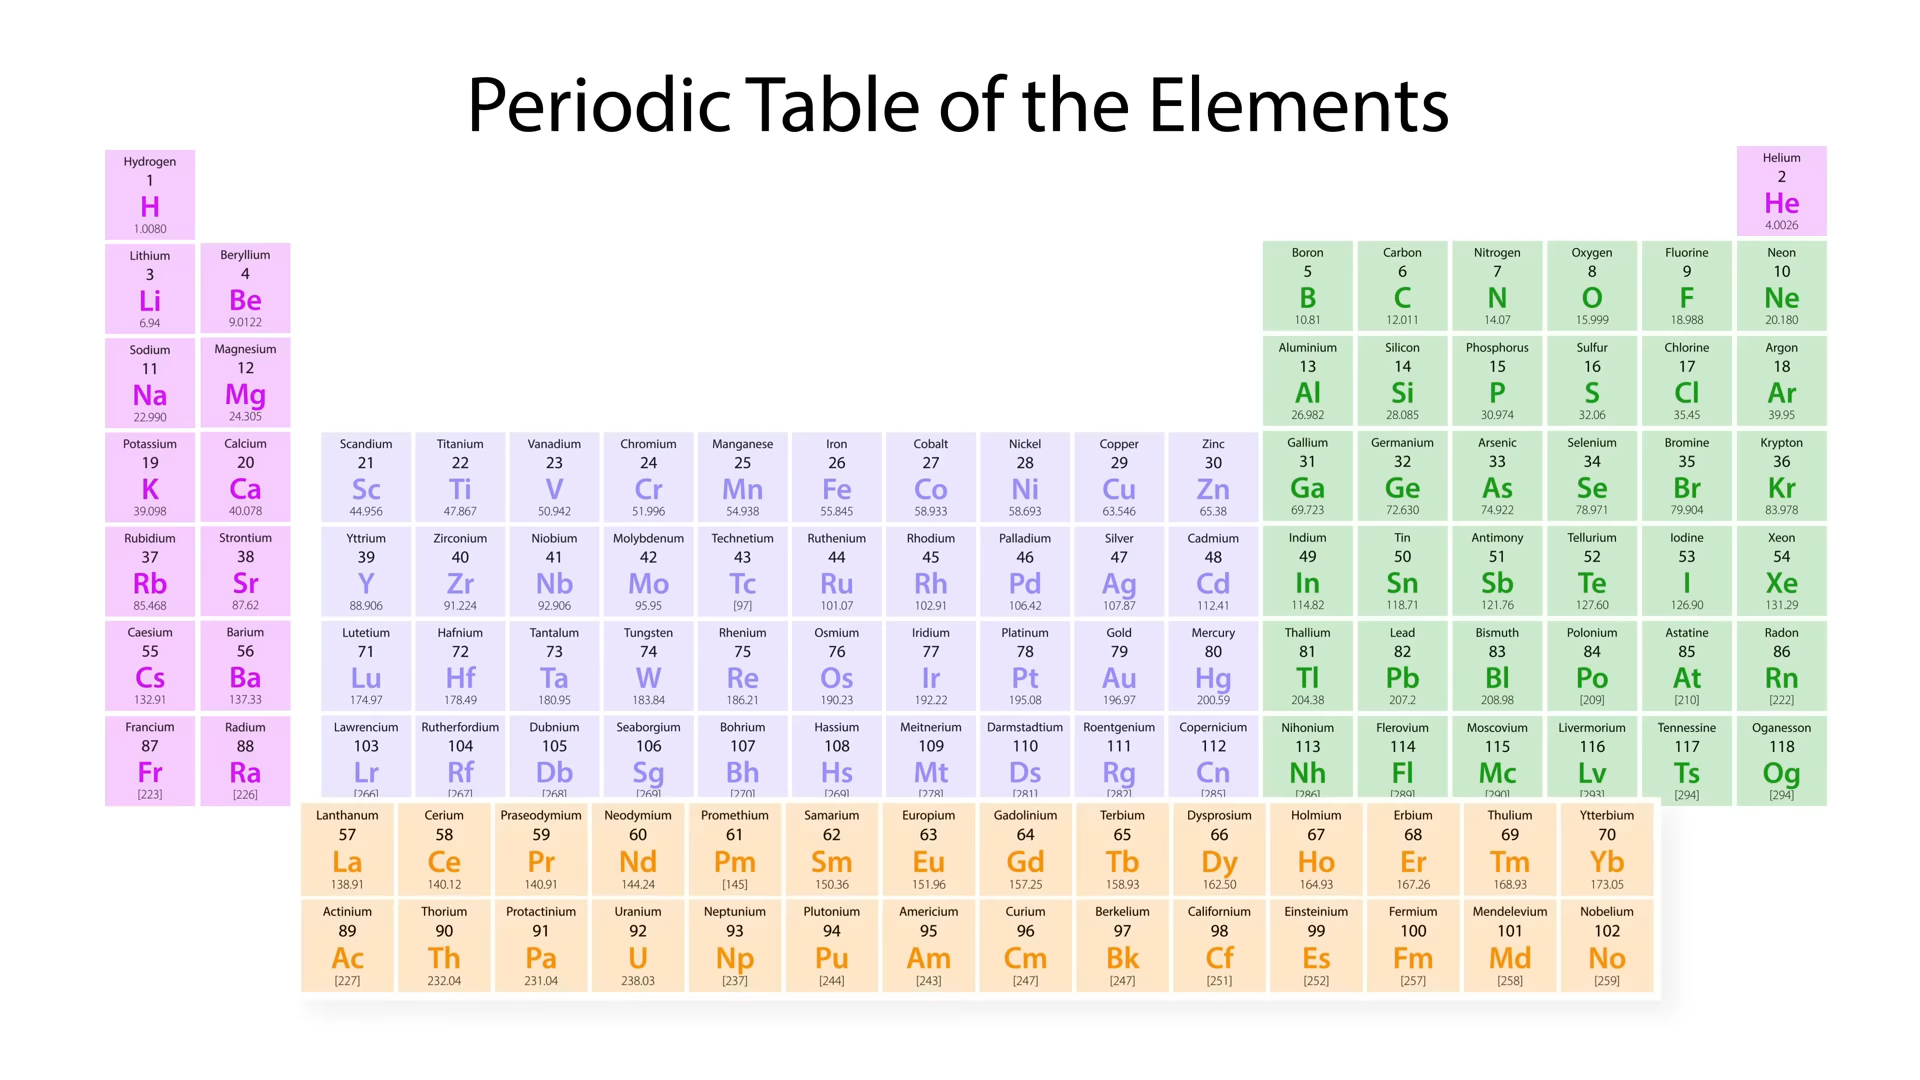 Periodic Table of the Elements
Hydrogen Helium
1 2
H He
1.0080 4.0026
Lithium Beryllium Boron Carbon Nitrogen Oxygen Fluorine Neon
3 4 5 6 7 8 9 10
Li Be B C N O F Ne
6.94 9.0122 10.81 12.011 14.07 15.999 18.988 20.180
Sodium Magnesium Aluminium Silicon Phosphorus Sulfur Chlorine Argon
11 12 13 14 15 16 17 18
Na Mg Al Si P S Cl Ar
22.990 24.305 26.982 28.085 30.974 32.06 35.45 39.95
Potassium Calcium Scandium Titanium Vanadium Chromium Manganese Iron Cobalt Nickel Copper Zinc Gallium Germanium Arsenic Selenium Bromine Krypton
19 20 21 22 23 24 25 26 27 28 29 30 31 32 33 34 35 36
K Ca Sc Ti V Cr Mn Fe Co Ni Cu Zn Ga Ge As Se Br Kr
39.098 40.078 44.956 47.867 50.942 51.996 54.938 55.845 58.933 58.693 63.546 65.38 69.723 72.630 74.922 78.971 79.904 83.978
Rubidium Strontium Yttrium Zirconium Niobium Molybdenum Technetium Ruthenium Rhodium Palladium Silver Cadmium Indium Tin Antimony Tellurium Iodine Xeon
37 38 39 40 41 42 43 44 45 46 47 48 49 50 51 52 53 54
Rb Sr Y Zr Nb Mo Tc Ru Rh Pd Ag Cd In Sn Sb Te I Xe
85.468 87.62 88.906 91.224 92.906 95.95 [97] 101.07 102.91 106.42 107.87 112.41 114.82 118.71 121.76 127.60 126.90 131.29
Caesium Barium Lutetium Hafnium Tantalum Tungsten Rhenium Osmium Iridium Platinum Gold Mercury Thallium Lead Bismuth Polonium Astatine Radon
55 56 71 72 73 74 75 76 77 78 79 80 81 82 83 84 85 86
Cs Ba Lu Hf Ta W Re Os Ir Pt Au Hg Tl Pb Bl Po At Rn
132.91 137.33 174.97 178.49 180.95 183.84 186.21 190.23 192.22 195.08 196.97 200.59 204.38 207.2 208.98 [209] [210] [222]
Francium Radium Lawrencium Rutherfordium Dubnium Seaborgium Bohrium Hassium Meitnerium Darmstadtium Roentgenium Copernicium Nihonium Flerovium Moscovium Livermorium Tennessine Oganesson
87 88 103 104 105 106 107 108 109 110 111 112 113 114 115 116 117 118
Fr Ra Lr Rf Db Sg Bh Hs Mt Ds Rg Cn Nh Fl Mc Lv Ts Og
[223] [226] [266] [267] [268] [269] [270] [269] [278] [281] [282] [285] [286] [289] [290] [293] [294] [294]
Lanthanum Cerium Praseodymium Neodymium Promethium Samarium Europium Gadolinium Terbium Dysprosium Holmium Erbium Thulium Ytterbium
57 58 59 60 61 62 63 64 65 66 67 68 69 70
La Ce Pr Nd Pm Sm Eu Gd Tb Dy Ho Er Tm Yb
138.91 140.12 140.91 144.24 [145] 150.36 151.96 157.25 158.93 162.50 164.93 167.26 168.93 173.05
Actinium Thorium Protactinium Uranium Neptunium Plutonium Americium Curium Berkelium Californium Einsteinium Fermium Mendelevium Nobelium
89 90 91 92 93 94 95 96 97 98 99 100 101 102
Ac Th Pa U Np Pu Am Cm Bk Cf Es Fm Md No
[227] 232.04 231.04 238.03 [237] [244] [243] [247] [247] [251] [252] [257] [258] [259]